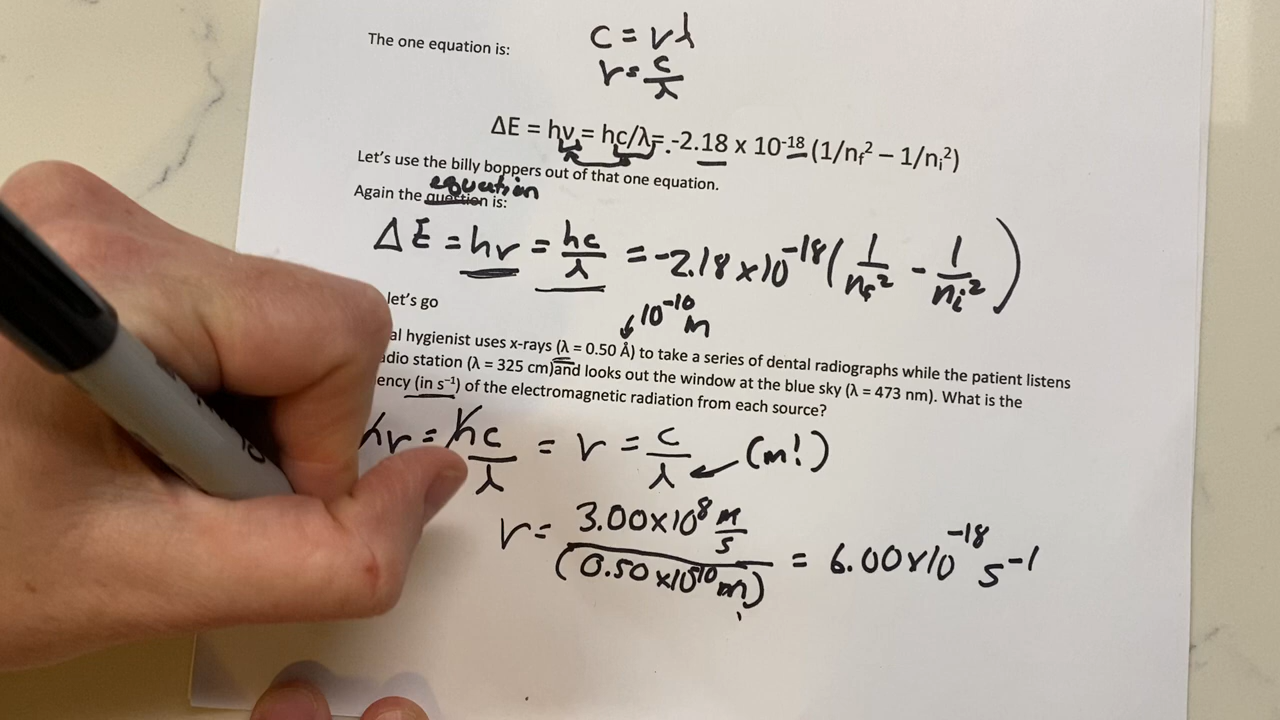 The one equation is:
c = νλ
ν = c/λ
ΔE = hν = hc/λ = -2.18 x 10⁻¹⁸ (1/nf² – 1/ni²)
Let's use the billy boppers out of that one equation.
equation
Again the question is:
ΔE = hν = hc/λ = -2.18 x 10⁻¹⁸ (1/nf² - 1/ni²)
let's go
10⁻¹⁰ m
al hygienist uses x-rays (λ = 0.50 Å) to take a series of dental radiographs while the patient listens
adio station (λ = 325 cm) and looks out the window at the blue sky (λ = 473 nm). What is the
ency (in s⁻¹) of the electromagnetic radiation from each source?
hν = hc/λ = ν = c/λ (m!)
ν = 3.00x10⁸ m/s / (0.50 x10⁻¹⁰ m) = 6.00x10⁻¹⁸ s⁻¹